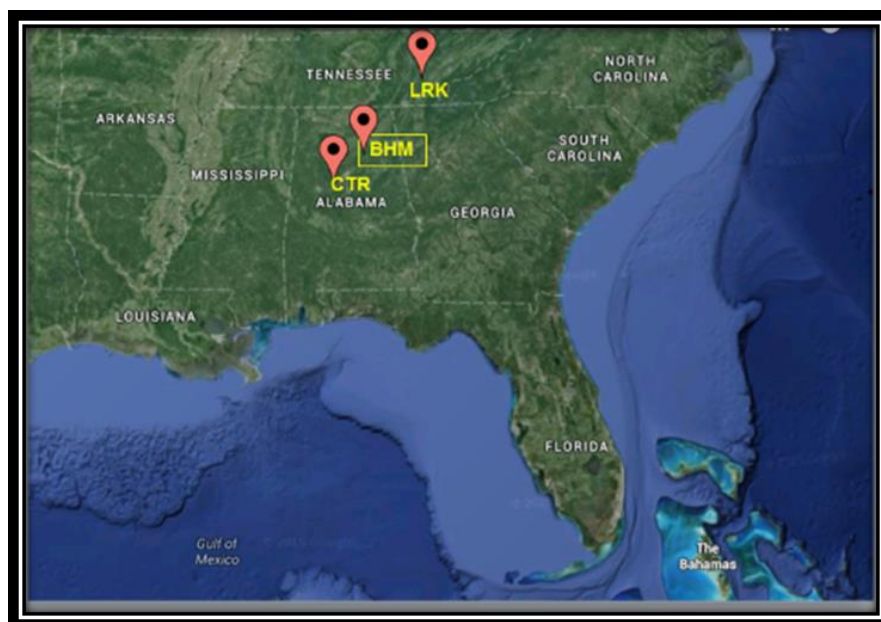 NORTH
CAROLINA
TENNESSEE
LRK
ARKANSAS
BHM
SOUTH
CAROLINA
MISSISSIPPI
CTR
ALABAMA
GEORGIA
LOUISIANA
FLORIDA
Gulf of
Mexico
The
Bahamas